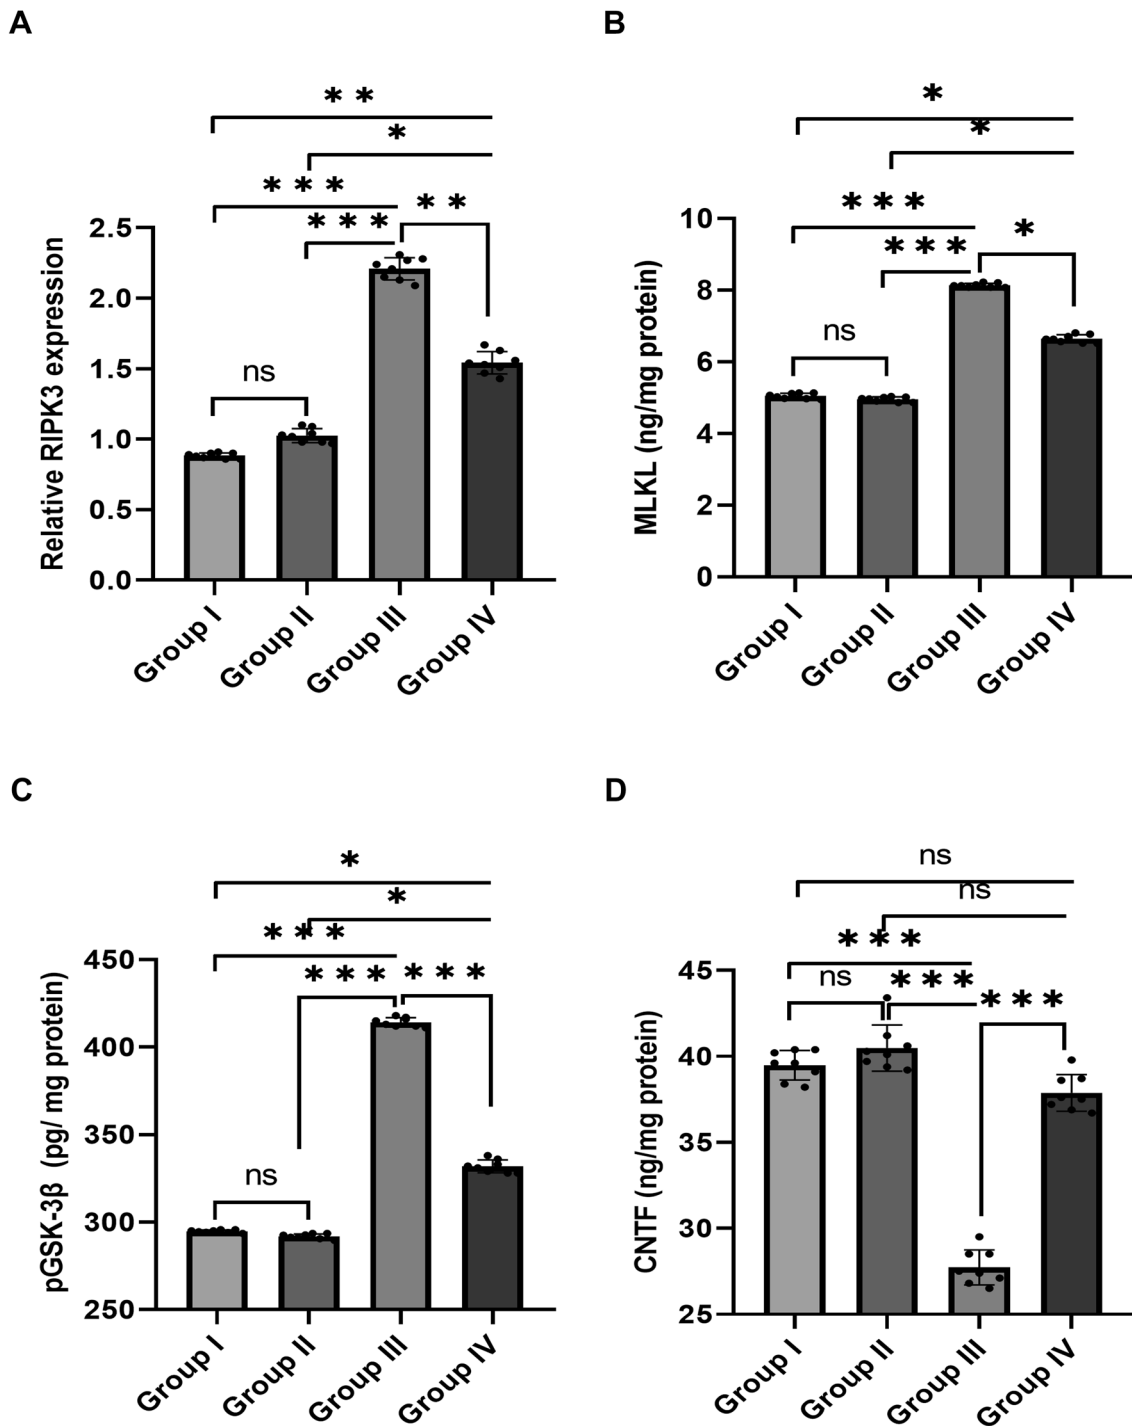 A
B
* *
*
* * *
* * *
* *
ns
2.5
2.0
1.5
1.0
0.5
0.0
Relative RIPK3 expression
Group I
Group II
Group III
Group IV
*
*
* * *
* * *
*
ns
10
8
6
4
2
0
MLKL (ng/mg protein)
Group I
Group II
Group III
Group IV
C
D
*
*
* * *
* * *
* * *
ns
450
400
350
300
250
pGSK-3β (pg/ mg protein)
Group I
Group II
Group III
Group IV
ns
ns
* * *
ns
* * *
* * *
45
40
35
30
25
CNTF (ng/mg protein)
Group I
Group II
Group III
Group IV